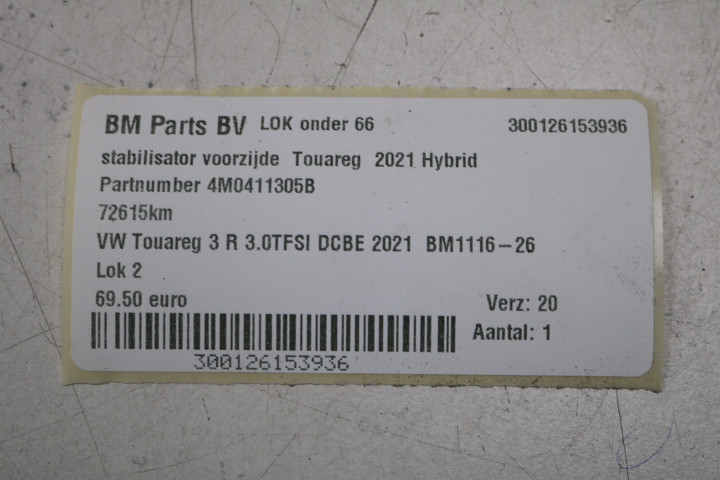 BM Parts BV LOK onder 66 300126153936
stabilisator voorzijde Touareg 2021 Hybrid
Partnumber 4M0411305B
72615km
VW Touareg 3 R 3.0TFSI DCBE 2021 BM1116-26
Lok 2
69.50 euro Verz: 20
Aantal: 1
300126153936